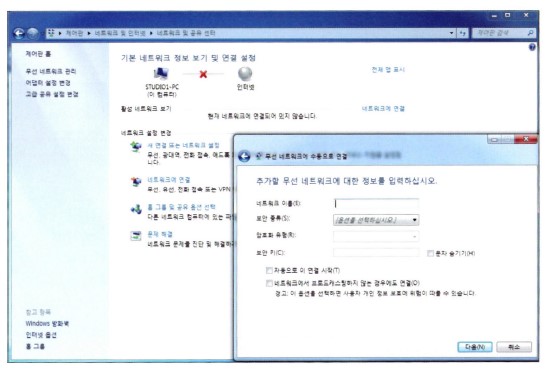 제어판 ▸ 네트워크 및 인터넷 ▸ 네트워크 및 공유 센터
제어판 검색
제어판 홈
무선 네트워크 관리
어댑터 설정 변경
고급 공유 설정 변경
기본 네트워크 정보 보기 및 연결 설정
전체 맵 표시
STUDIO1-PC
(이 컴퓨터)
인터넷
활성 네트워크 보기
네트워크에 연결
현재 네트워크에 연결되어 있지 않습니다.
네트워크 설정 변경
새 연결 또는 네트워크 설정
무선, 광대역, 전화 접속, 애드혹
니다.
네트워크에 연결
무선, 유선, 전화 접속 또는 VPN
홈 그룹 및 공유 옵션 선택
다른 네트워크 컴퓨터에 있는 파일
문제 해결
네트워크 문제를 진단 및 해결하거
참고 항목
Windows 방화벽
인터넷 옵션
홈 그룹
무선 네트워크에 수동으로 연결
추가할 무선 네트워크에 대한 정보를 입력하십시오.
네트워크 이름(E):
보안 종류(S):
[옵션을 선택하십시오.]
암호화 유형(R):
보안 키(C):
문자 숨기기(H)
자동으로 이 연결 시작(T)
네트워크에서 브로드캐스팅하지 않는 경우에도 연결(O)
경고: 이 옵션을 선택하면 사용자 개인 정보 보호에 위험이 따를 수 있습니다.
다음(N)
취소